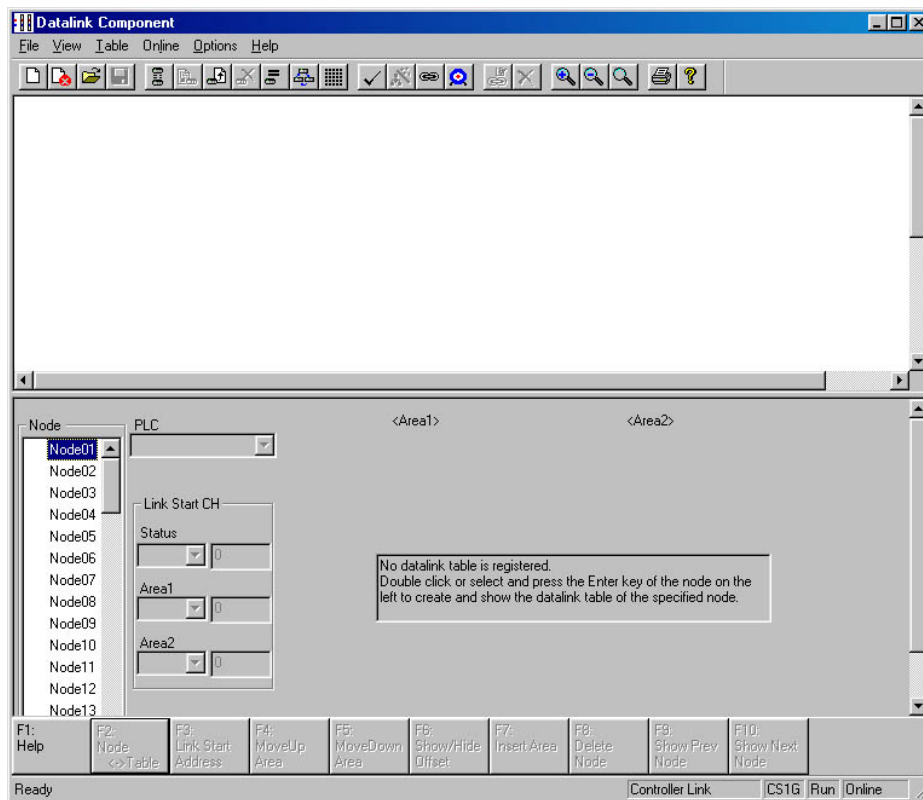 Datalink Component
File View Table Online Options Help
<Area1> <Area2>
Node
Node01
Node02
Node03
Node04
Node05
Node06
Node07
Node08
Node09
Node10
Node11
Node12
Node13
PLC
Link Start CH
Status
0
Area1
0
Area2
0
No datalink table is registered.
Double click or select and press the Enter key of the node on the
left to create and show the datalink table of the specified node.
F1:
Help
F2:
Node
<->Table
F3:
Link Start
Address
F4:
MoveUp
Area
F5:
MoveDown
Area
F6:
Show/Hide
Offset
F7:
Insert Area
F8:
Delete
Node
F9:
Show Prev
Node
F10:
Show Next
Node
Ready
Controller Link CS1G Run Online